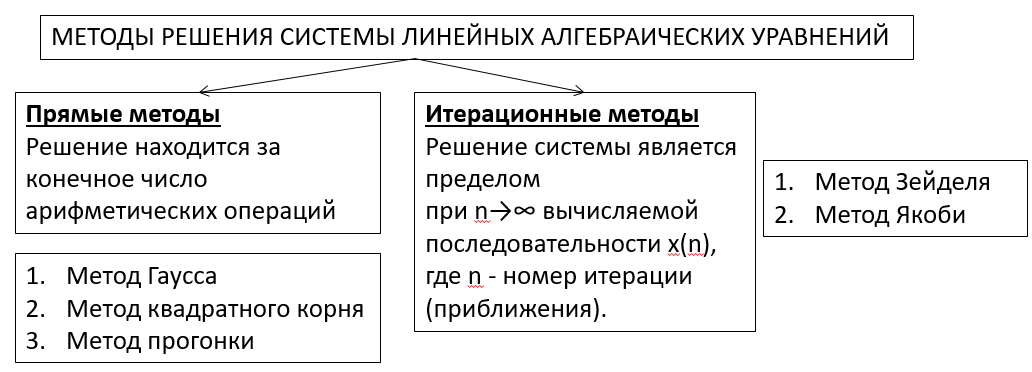 МЕТОДЫ РЕШЕНИЯ СИСТЕМЫ ЛИНЕЙНЫХ АЛГЕБРАИЧЕСКИХ УРАВНЕНИЙ
Прямые методы
Решение находится за
конечное число
арифметических операций
1. Метод Гаусса
2. Метод квадратного корня
3. Метод прогонки
Итерационные методы
Решение системы является
пределом
при n→∞ вычисляемой
последовательности x(n),
где n - номер итерации
(приближения).
1. Метод Зейделя
2. Метод Якоби